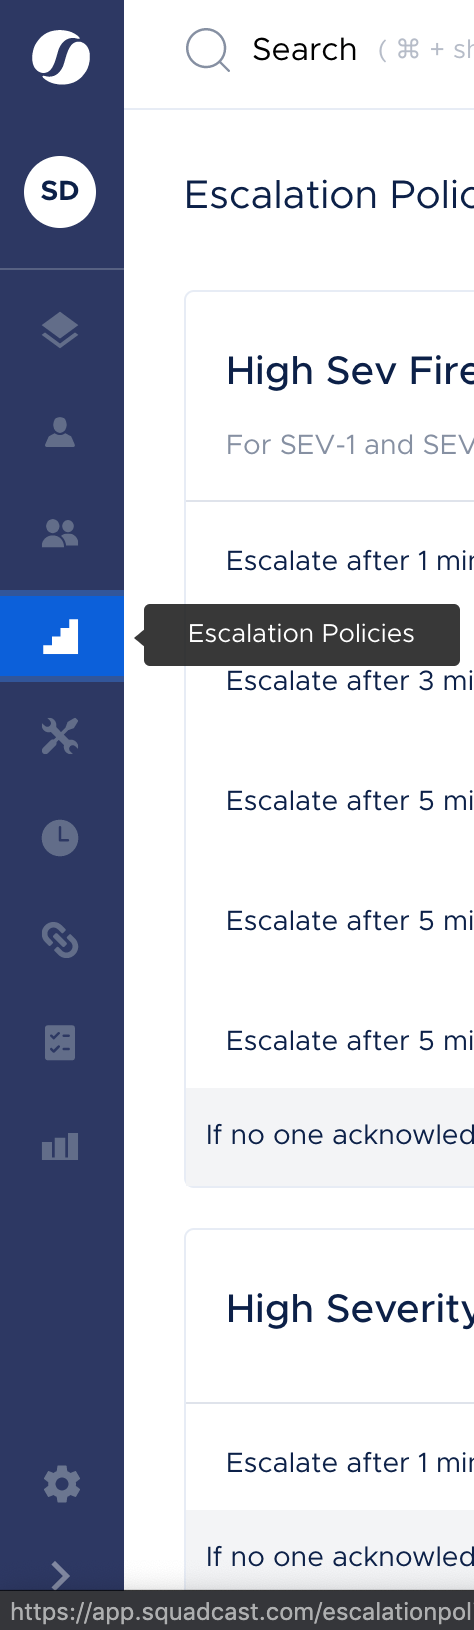 Search ( ⌘ + sh
SD
Escalation Polic
High Sev Fire
For SEV-1 and SEV
Escalate after 1 min
Escalation Policies
Escalate after 3 mi
Escalate after 5 mi
Escalate after 5 mi
Escalate after 5 mi
If no one acknowled
High Severity
Escalate after 1 min
If no one acknowled
https://app.squadcast.com/escalationpol